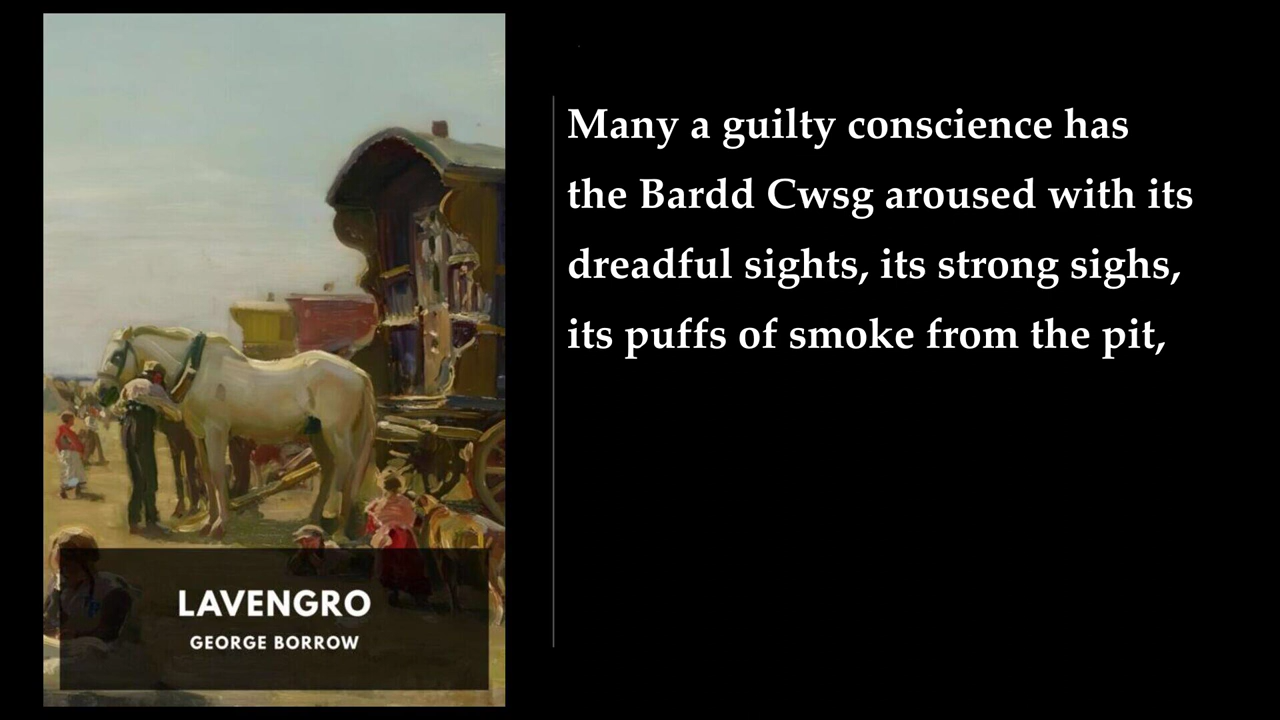 Many a guilty conscience has
the Bardd Cwsg aroused with its
dreadful sights, its strong sighs,
its puffs of smoke from the pit,
LAVENGRO
GEORGE BORROW